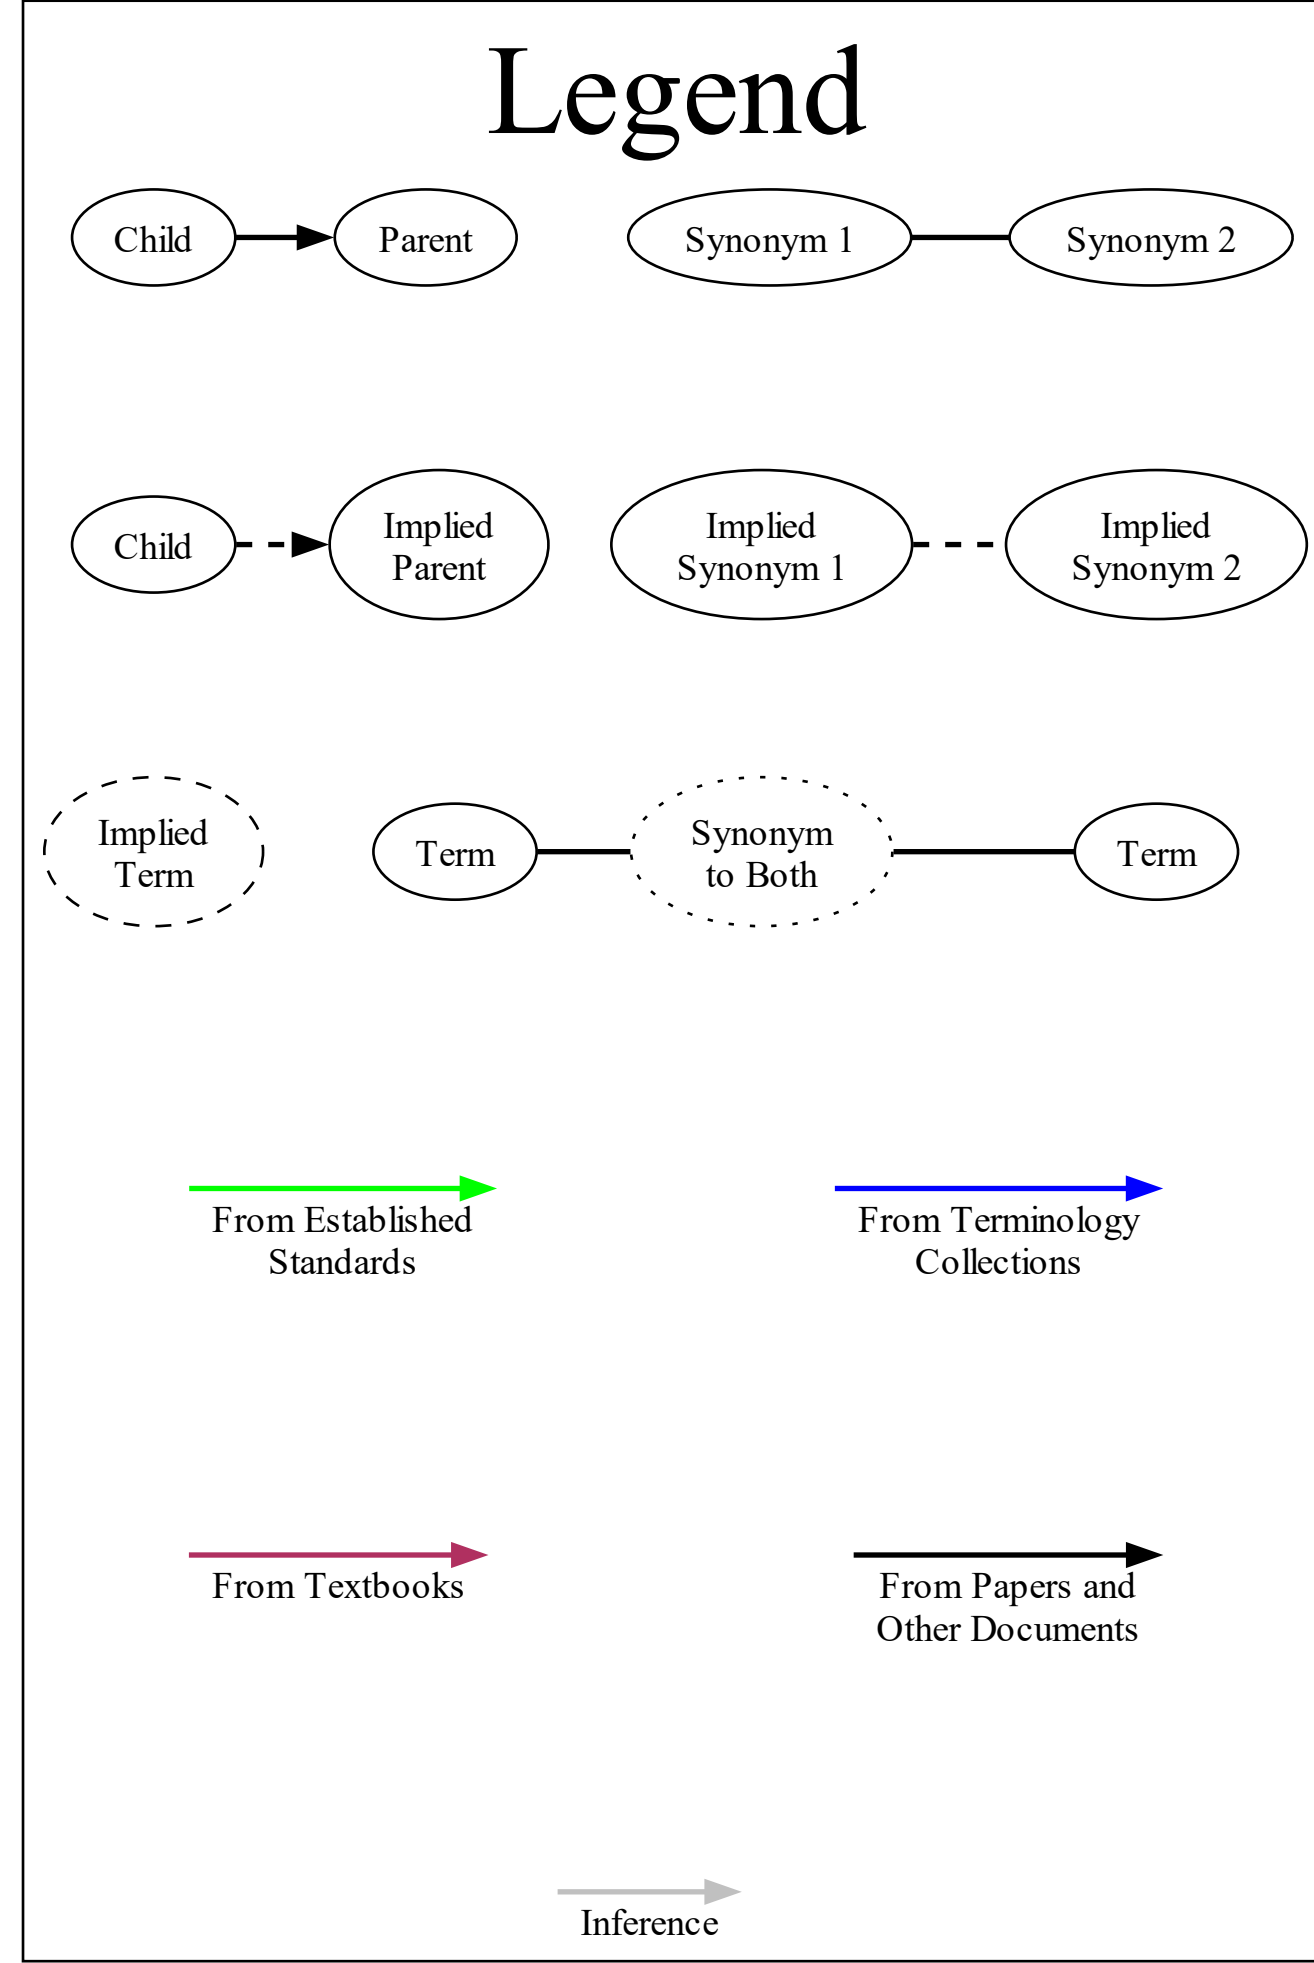 Legend
Child
Parent
Synonym 1
Synonym 2
Child
Implied
Parent
Implied
Synonym 1
Implied
Synonym 2
Implied
Term
Term
Synonym
to Both
Term
From Established
Standards
From Terminology
Collections
From Textbooks
From Papers and
Other Documents
Inference